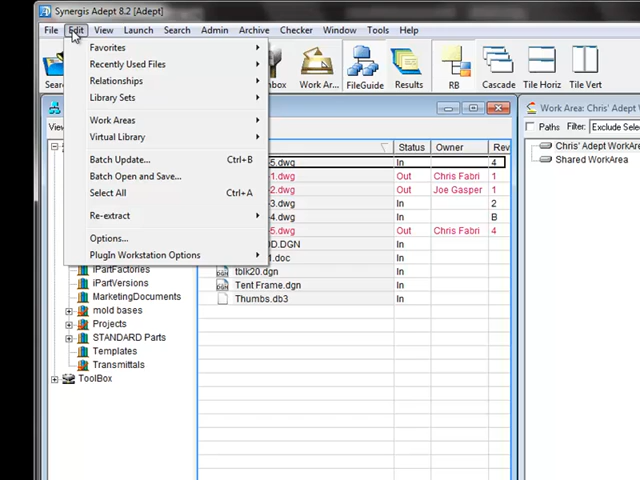 Synergis Adept 8.2 [Adept]
File Edit View Launch Search Admin Archive Checker Window Tools Help
Sear box Work Ar... FileGuide Results RB Cascade Tile Horiz Tile Vert
Favorites
Recently Used Files
Relationships
Library Sets
Work Areas
Virtual Library
Batch Update... Ctrl+B
Batch Open and Save...
Select All Ctrl+A
Re-extract
Options...
PlugIn Workstation Options
Work Area: Chris' Adept W
Vie
Paths Filter: Exclude Selec
Status Owner Rev
-5.dwg In 4
-1.dwg Out Chris Fabri 1
-2.dwg Out Joe Gasper 1
-3.dwg In 2
-4.dwg In B
-5.dwg Out Chris Fabri 4
D.DGN In
.doc In
tblk20.dgn In
Tent Frame.dgn In
Thumbs.db3 In
Chris' Adept WorkArea
Shared WorkArea
iPartFactories
iPartVersions
MarketingDocuments
mold bases
Projects
STANDARD Parts
Templates
Transmittals
ToolBox